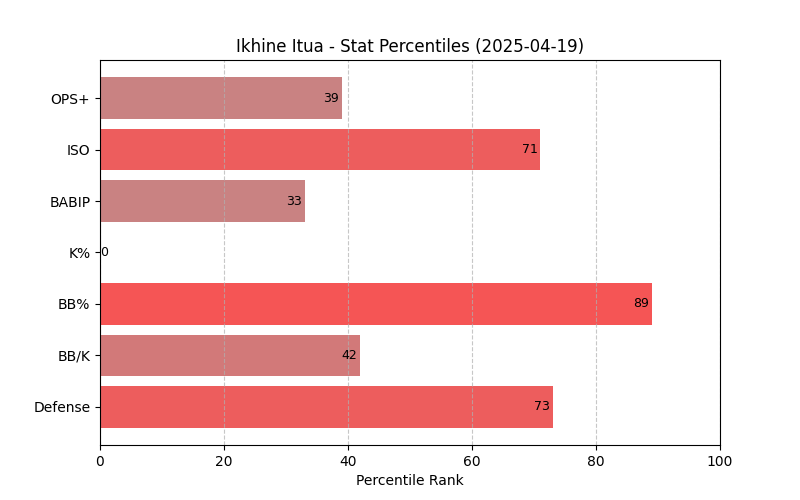 Ikhine Itua - Stat Percentiles (2025-04-19)
OPS+ 39
ISO 71
BABIP 33
K% 0
BB% 89
BB/K 42
Defense 73
0 20 40 60 80 100
Percentile Rank